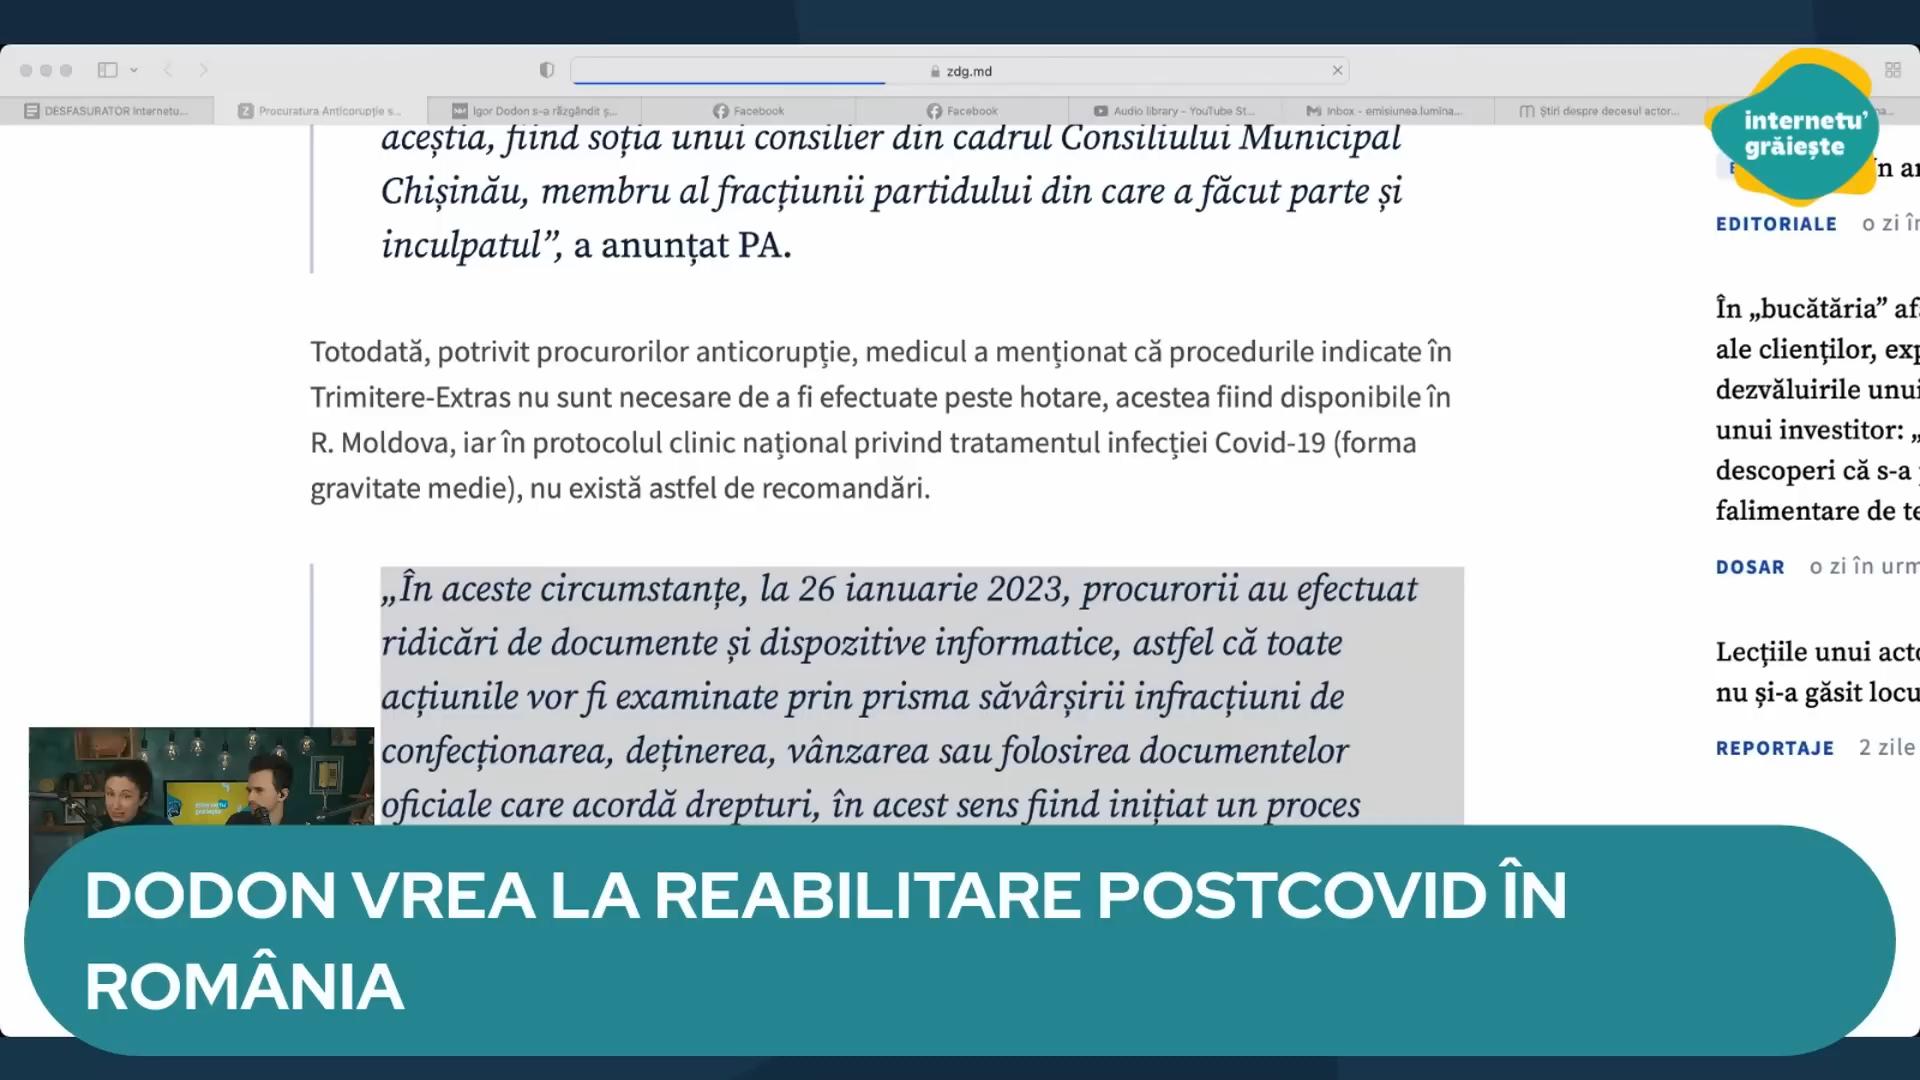 zdg.md
DESFASURATOR Internetu...
Procuratura Anticorupție s...
Igor Dodon s-a răzgândit ș...
Facebook
Facebook
Audio library - YouTube St...
Inbox - emisiunea.lumina...
Știri despre decesul actor...
internetu'
grăiește
aceștia, fiind soția unui consilier din cadrul Consiliului Municipal
Chișinău, membru al fracțiunii partidului din care a făcut parte și
inculpatul”, a anunțat PA.
Totodată, potrivit procurorilor anticorupție, medicul a menționat că procedurile indicate în
Trimitere-Extras nu sunt necesare de a fi efectuate peste hotare, acestea fiind disponibile în
R. Moldova, iar în protocolul clinic național privind tratamentul infecției Covid-19 (forma
gravitate medie), nu există astfel de recomandări.
„În aceste circumstanțe, la 26 ianuarie 2023, procurorii au efectuat
ridicări de documente și dispozitive informatice, astfel că toate
acțiunile vor fi examinate prin prisma săvârșirii infracțiuni de
confecționarea, deținerea, vânzarea sau folosirea documentelor
oficiale care acordă drepturi, în acest sens fiind inițiat un proces
EDITORIALE o zi în
În „bucătăria”
ale clienților,
dezvăluirile
unui investitor: „
descoperi că s-a
falimentare de
DOSAR o zi în urm
Lecțiile unui
nu și-a găsit
REPORTAJE 2 zile
DODON VREA LA REABILITARE POSTCOVID ÎN
ROMÂNIA